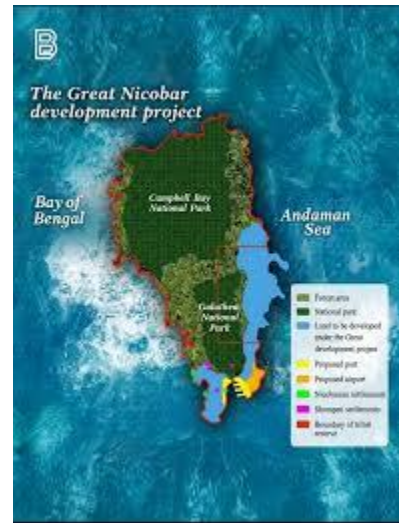 B
The Great Nicobar
development project
Bay of
Bengal
Campbell Bay
National Park
Andaman
Sea
Galathea
National
Park
Forest area
National park
Land to be developed
under the Great
development project
Proposed port
Proposed airport
Nicobarese settlements
Shompen settlements
Boundary of tribal
reserve